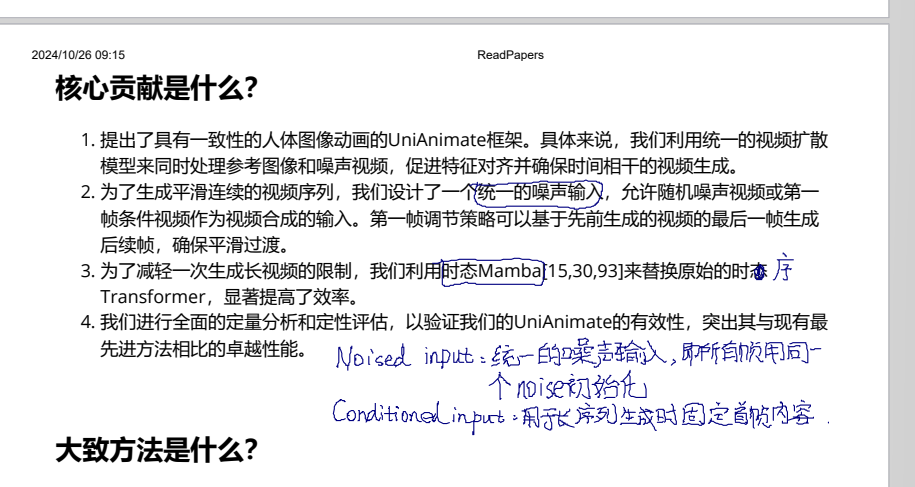 2024/10/26 09:15 ReadPapers
核心贡献是什么?
1. 提出了具有一致性的人体图像动画的UniAnimate框架。具体来说，我们利用统一的视频扩散
模型来同时处理参考图像和噪声视频，促进特征对齐并确保时间相干的视频生成。
2. 为了生成平滑连续的视频序列，我们设计了一个统一的噪声输入，允许随机噪声视频或第一
帧条件视频作为视频合成的输入。第一帧调节策略可以基于先前生成的视频的最后一帧生成
后续帧，确保平滑过渡。
3. 为了减轻一次生成长视频的限制，我们利用时态Mamba[15,30,93]来替换原始的时态 序
Transformer，显著提高了效率。
4. 我们进行全面的定量分析和定性评估，以验证我们的UniAnimate的有效性，突出其与现有最
先进方法相比的卓越性能。
Noised input：统一的噪声输入，即所有帧用同一
个noise初始化
Conditioned input：用于长序列生成时固定首帧内容.
大致方法是什么?